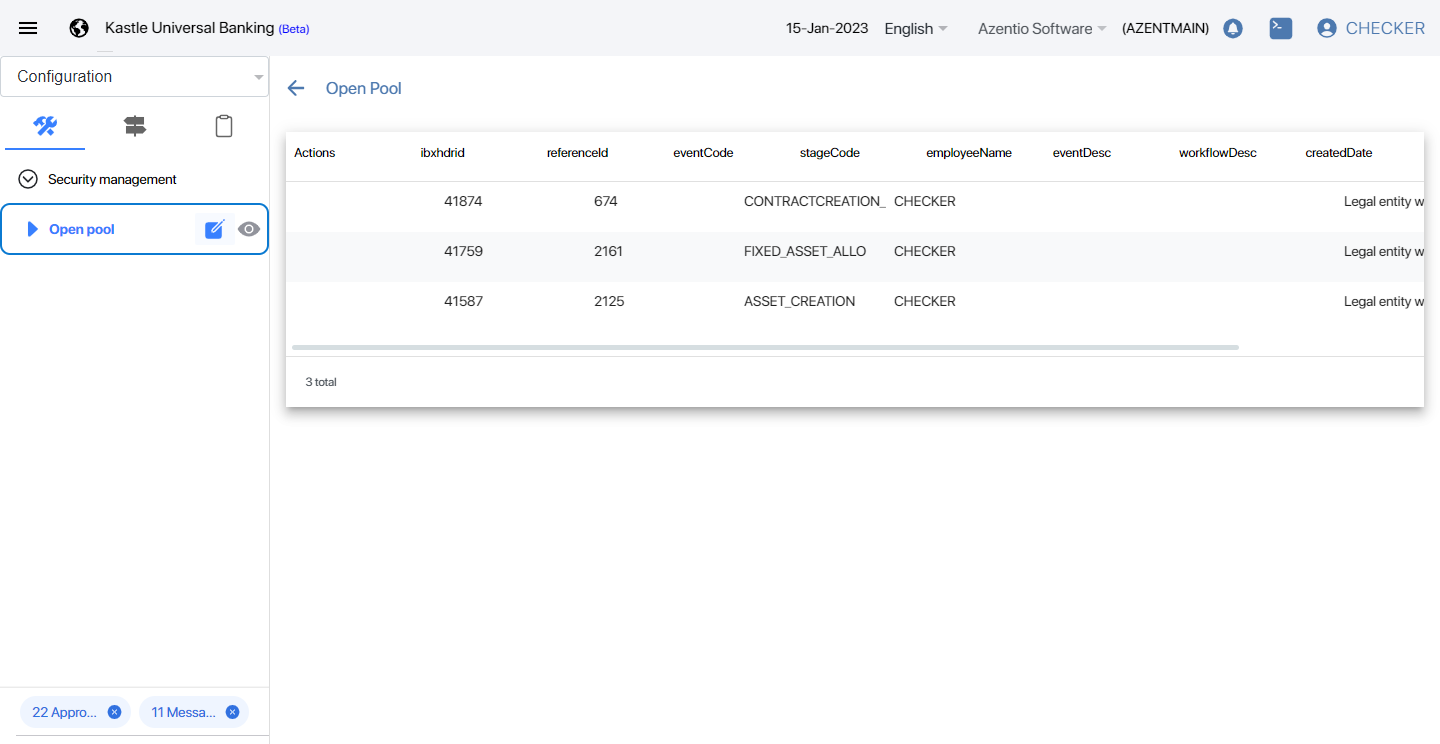 Kastle Universal Banking (Beta)
15-Jan-2023 English Azentio Software (AZENTMAIN) CHECKER
Configuration
Security management
Open pool
22 Appro...
11 Messa...
Open Pool
Actions ibxhdrid referenceId eventCode stageCode employeeName eventDesc workflowDesc createdDate
41874 674 CONTRACTCREATION_ CHECKER Legal entity w
41759 2161 FIXED_ASSET_ALLO CHECKER Legal entity w
41587 2125 ASSET_CREATION CHECKER Legal entity w
3 total